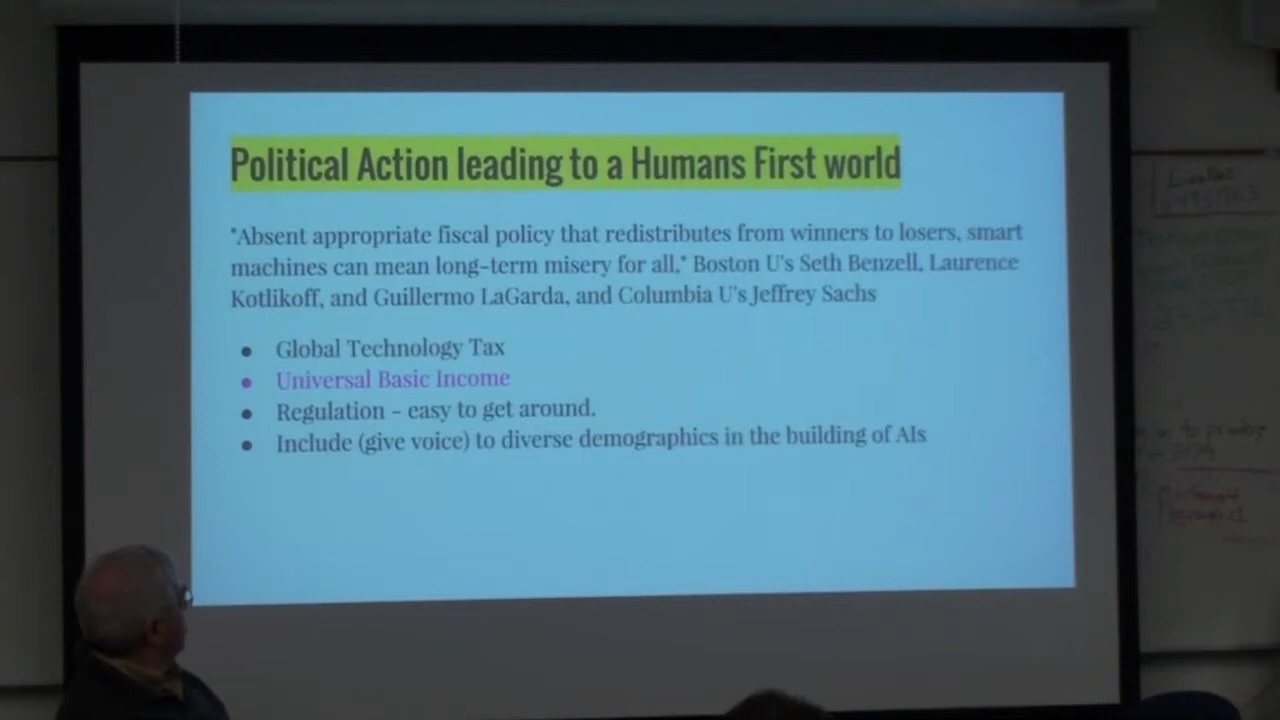 Political Action leading to a Humans First world
"Absent appropriate fiscal policy that redistributes from winners to losers, smart
machines can mean long-term misery for all." Boston U's Seth Benzell, Laurence
Kotlikoff, and Guillermo LaGarda, and Columbia U's Jeffrey Sachs
● Global Technology Tax
● Universal Basic Income
● Regulation - easy to get around.
● Include (give voice) to diverse demographics in the building of AIs